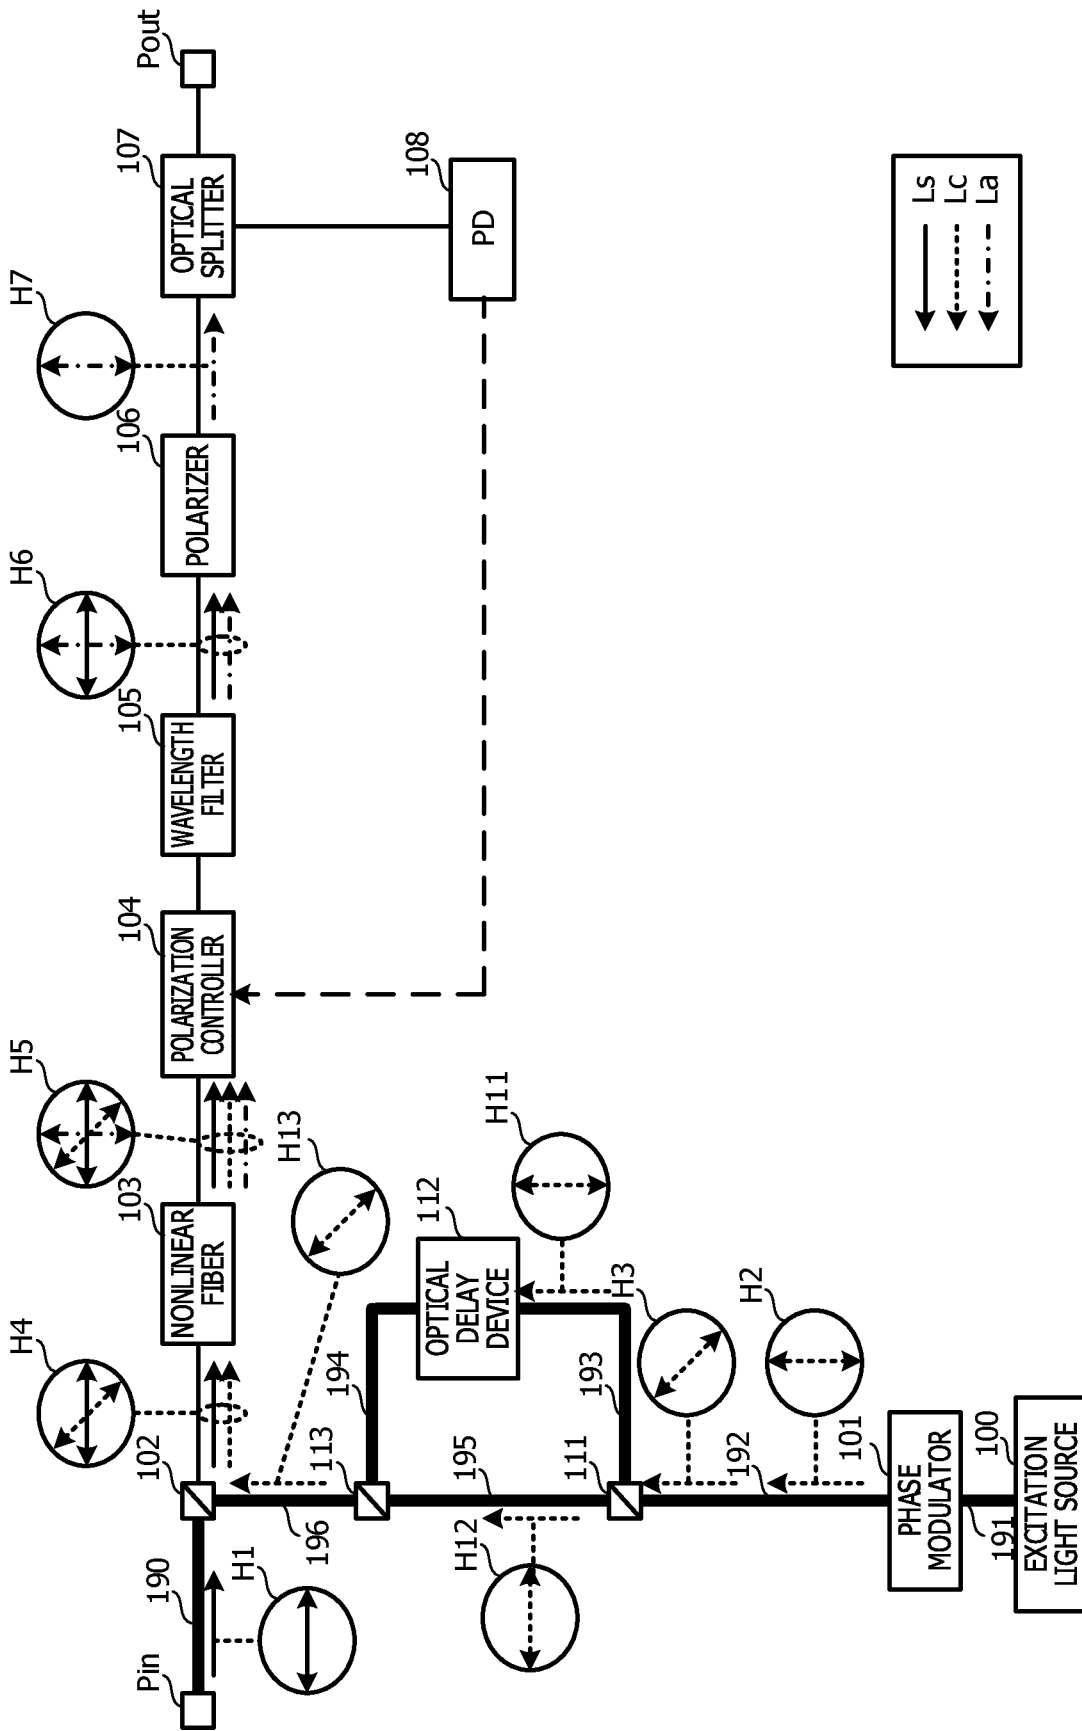 Pin
190
H1
102
H4
NONLINEAR
FIBER
103
H5
POLARIZATION
CONTROLLER
104
WAVELENGTH
FILTER
105
H6
POLARIZER
106
H7
OPTICAL
SPLITTER
107
Pout
PD
108
196
H13
113
194
OPTICAL
DELAY
DEVICE
112
H11
195
H12
111
193
H3
192
H2
PHASE
MODULATOR
101
191
EXCITATION
LIGHT SOURCE
100
Ls
Lc
La